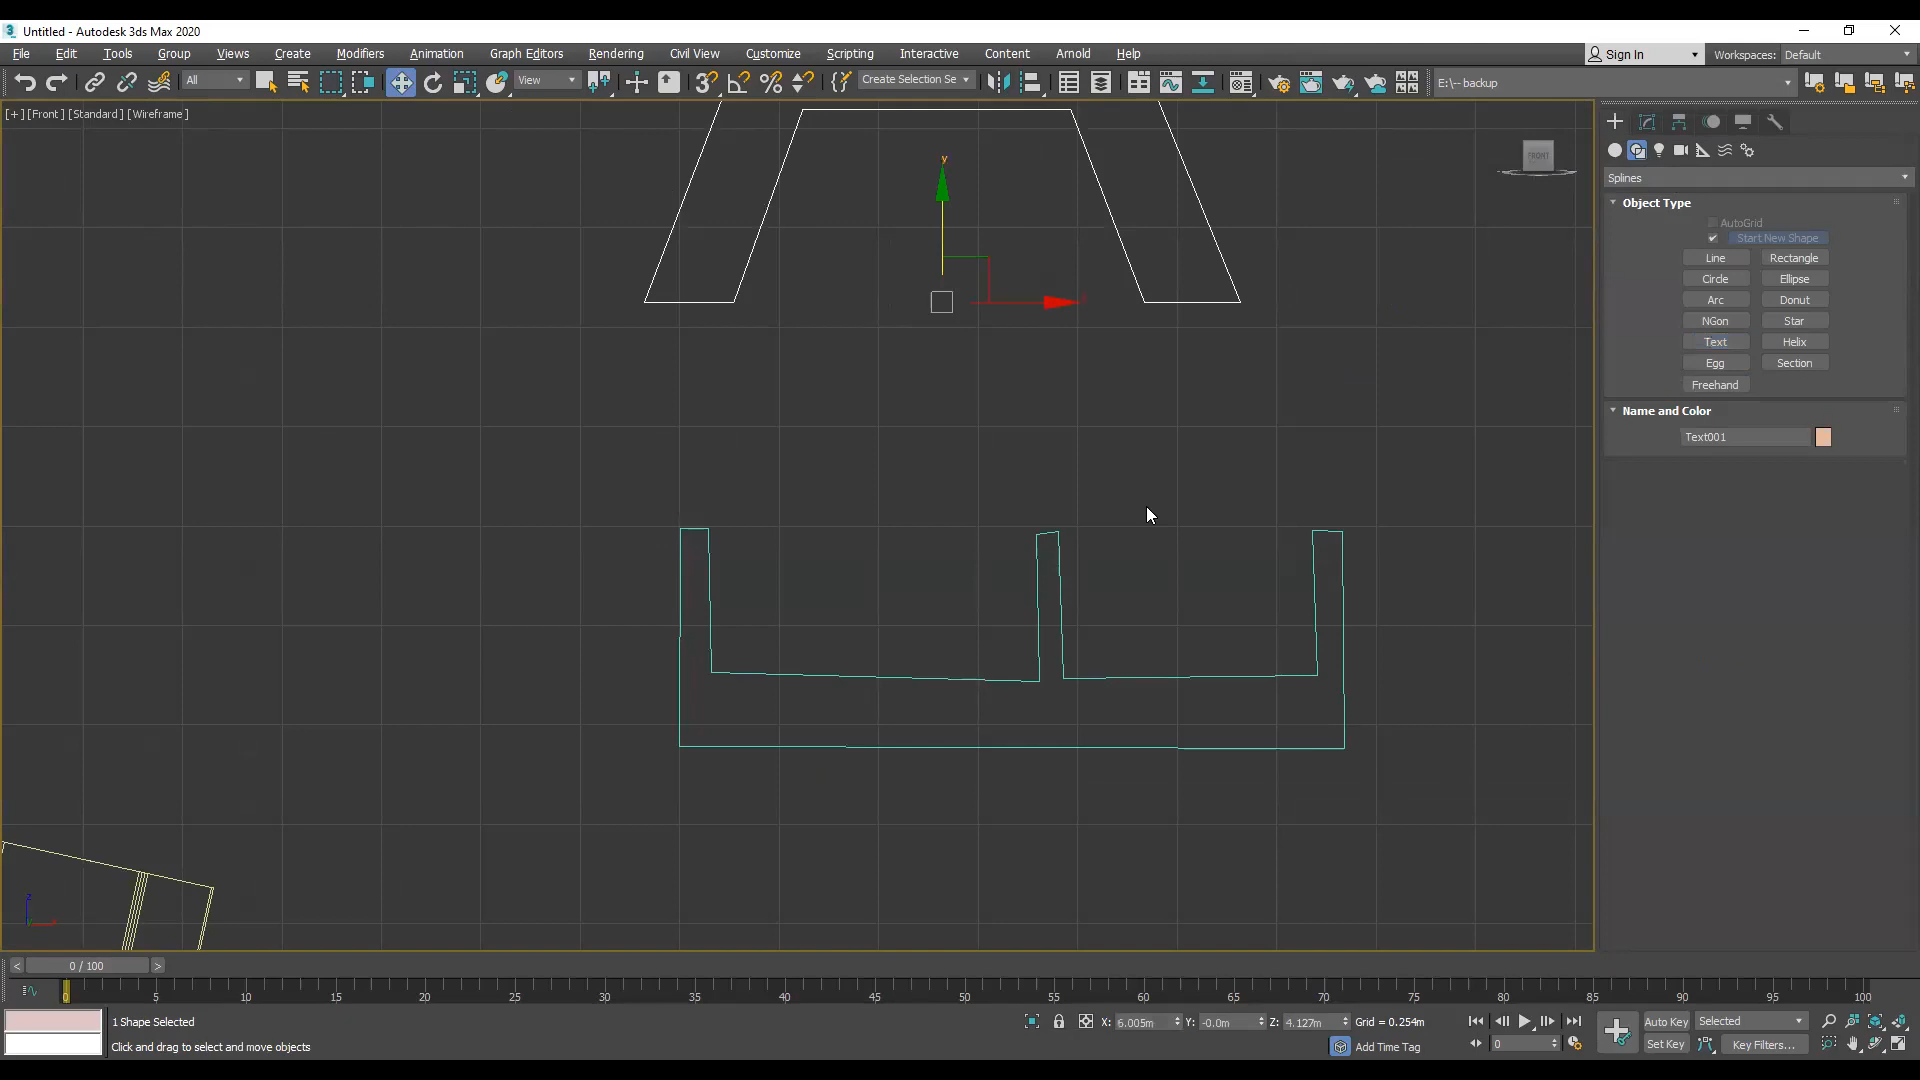 Untitled - Autodesk 3ds Max 2020
File Edit Tools Group Views Create Modifiers Animation Graph Editors Rendering Civil View Customize Scripting Interactive Content Arnold Help
Sign In Workspaces: Default
All View Create Selection Se E:\-- backup
[+] [Front] [Standard] [Wireframe]
FRONT
y
Splines
Object Type
AutoGrid
Start New Shape
Line Rectangle
Circle Ellipse
Arc Donut
NGon Star
Text Helix
Egg Section
Freehand
Name and Color
Text001
z
< 0 / 100 >
0 5 10 15 20 25 30 35 40 45 50 55 60 65 70 75 80 85 90 95 100
1 Shape Selected X: 6.005m Y: -0.0m Z: 4.127m Grid = 0.254m Auto Key Selected
Click and drag to select and move objects Add Time Tag 0 Set Key Key Filters...